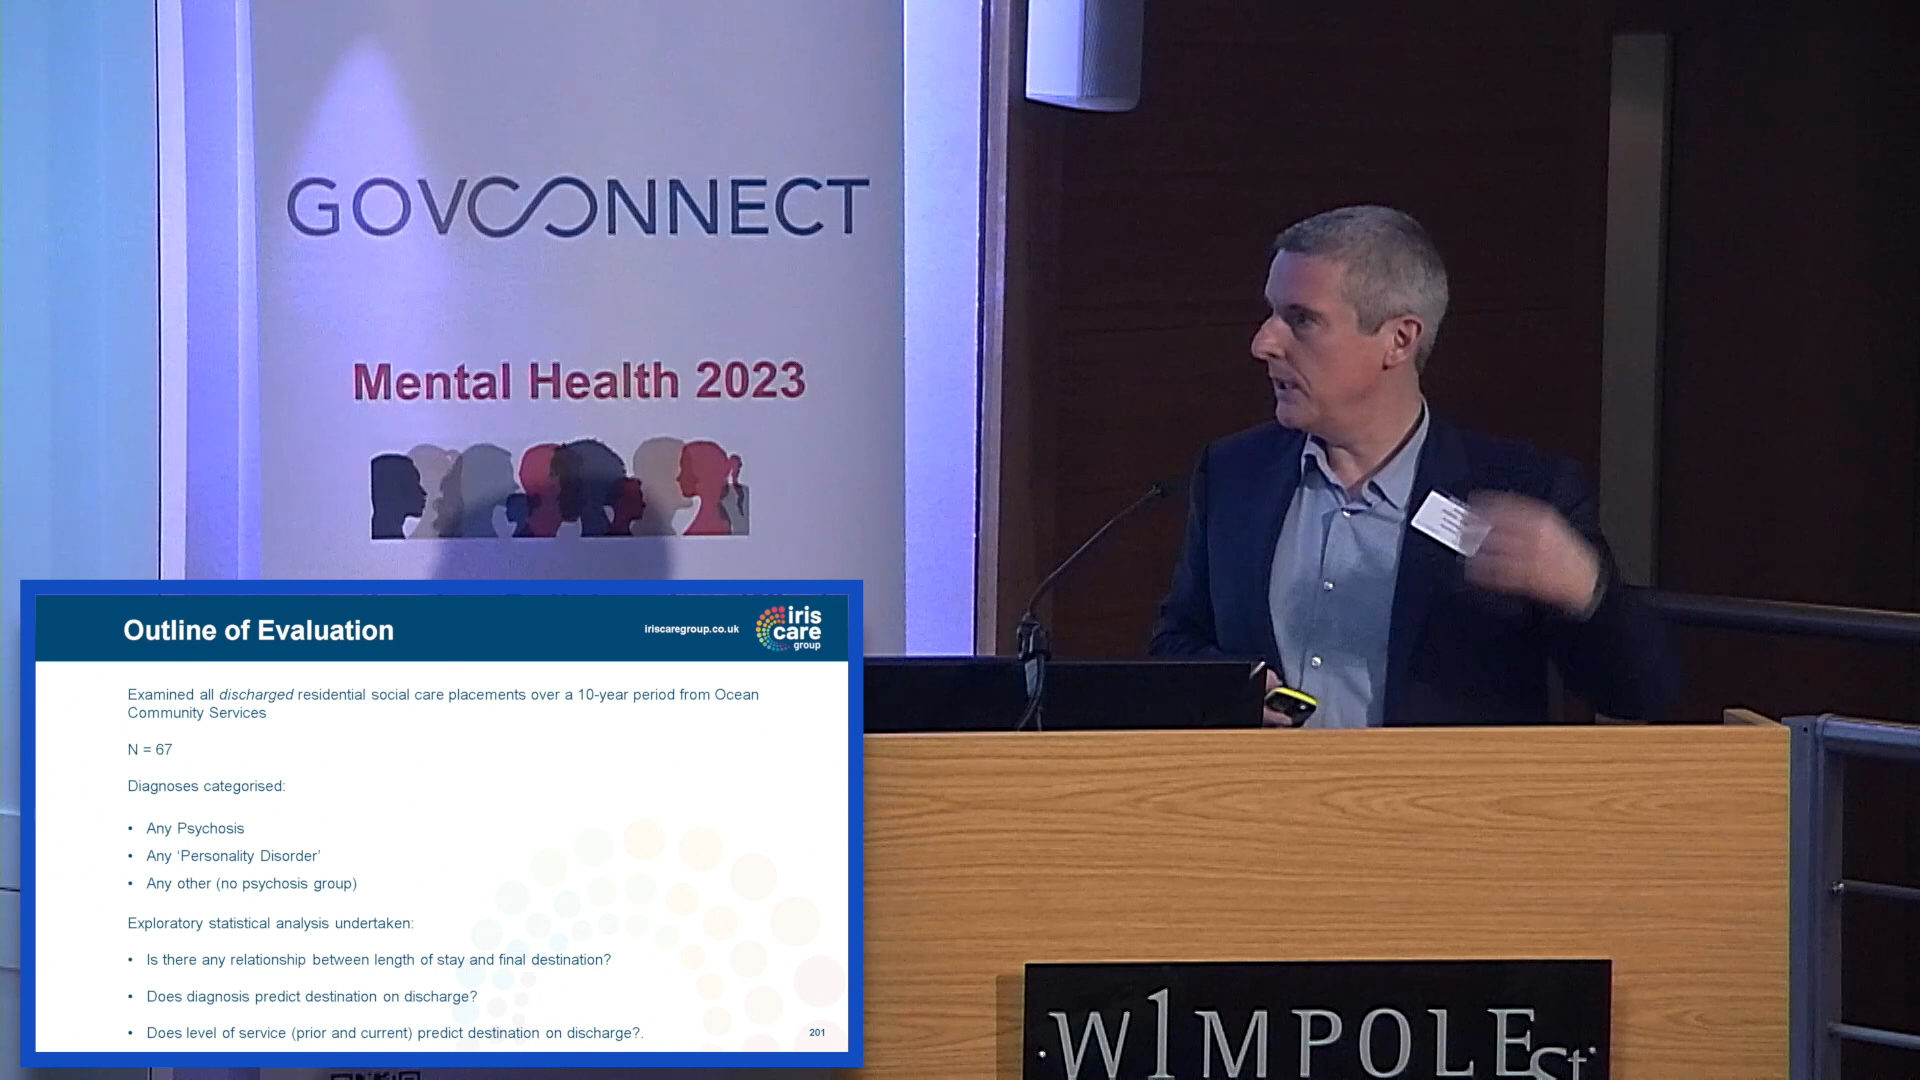 GOVCONNECT
Mental Health 2023
Outline of Evaluation
iriscaregroup.co.uk
iris
care
group
Examined all discharged residential social care placements over a 10-year period from Ocean
Community Services
N = 67
Diagnoses categorised:
• Any Psychosis
• Any ‘Personality Disorder’
• Any other (no psychosis group)
Exploratory statistical analysis undertaken:
• Is there any relationship between length of stay and final destination?
• Does diagnosis predict destination on discharge?
• Does level of service (prior and current) predict destination on discharge?.
201
W1MPOLE St